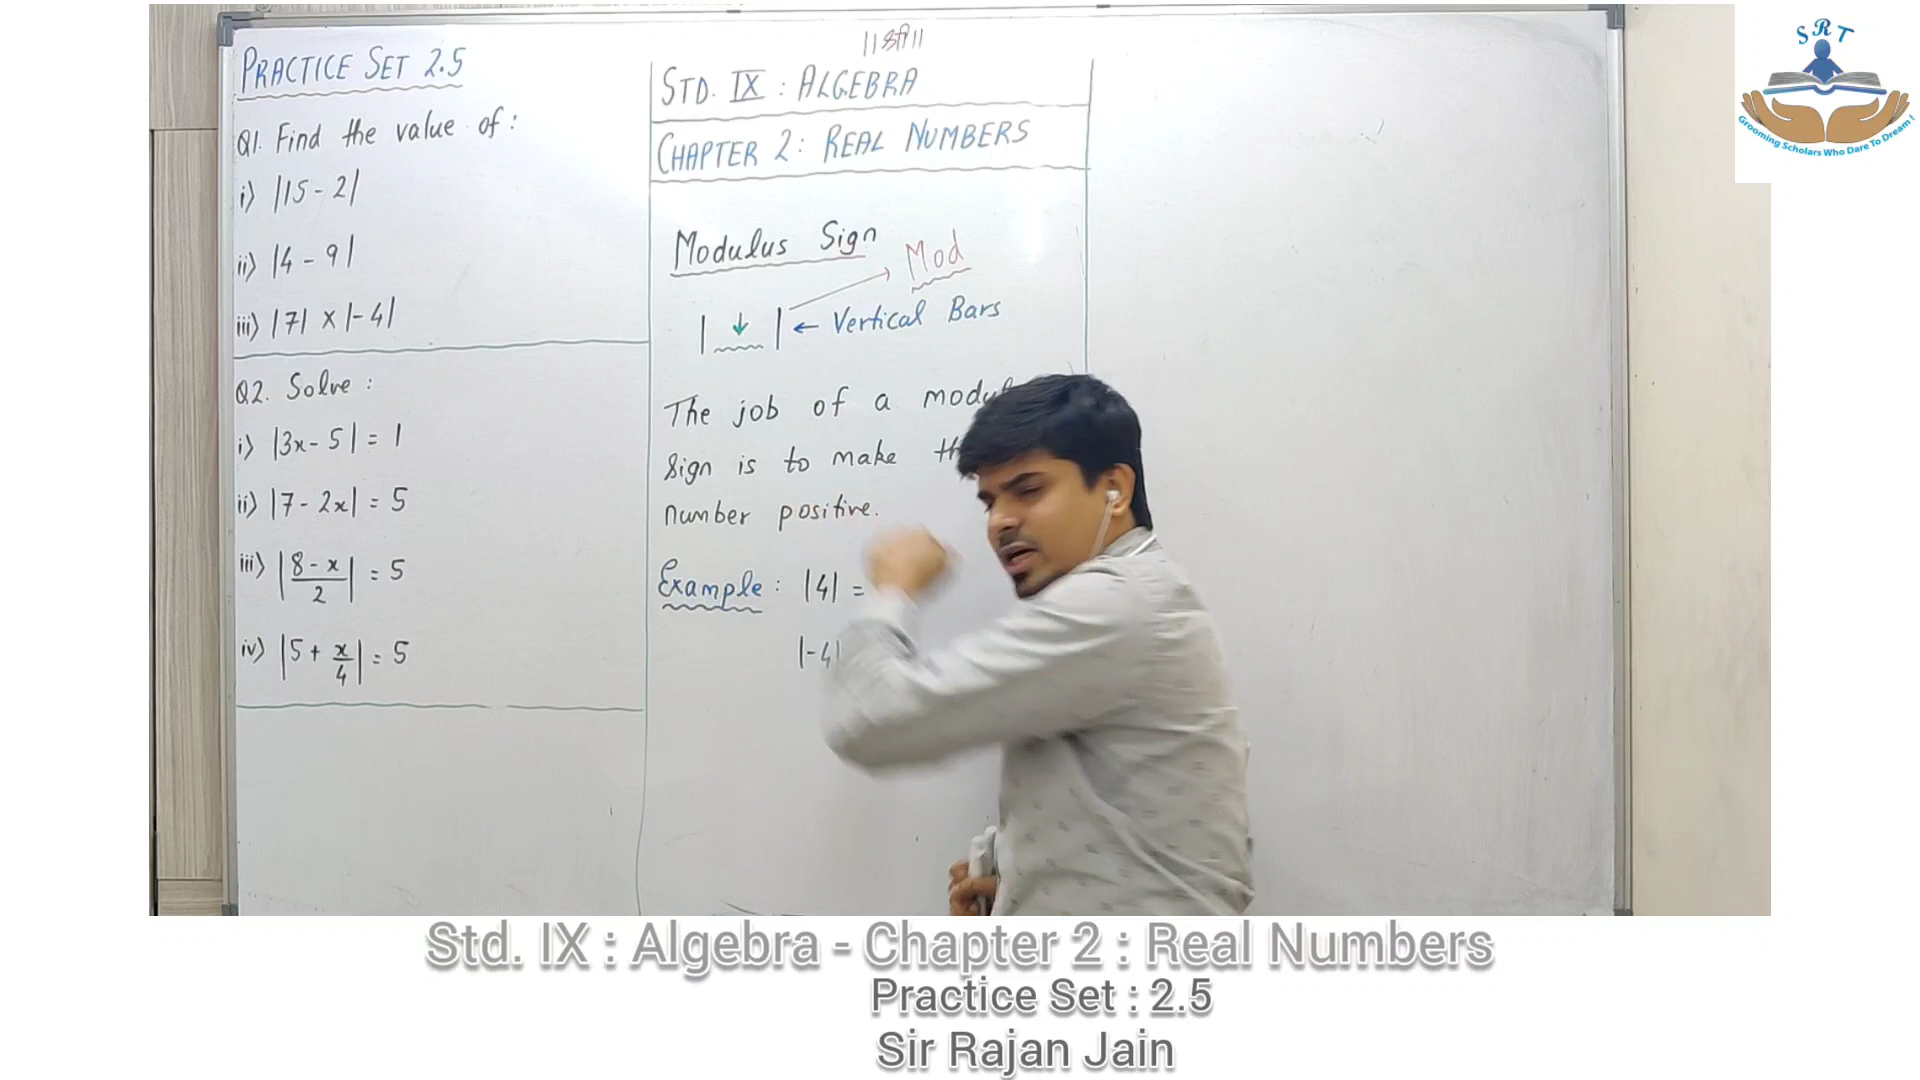 PRACTICE SET 2.5
Q1. Find the value of :
i) |15 - 2|
ii) |4 - 9|
iii) |7| x |-4|
Q2. Solve :
i) |3x - 5| = 1
ii) |7 - 2x| = 5
iii) |8 - x / 2| = 5
iv) |5 + x/4| = 5
||श्री||
STD. IX : ALGEBRA
CHAPTER 2 : REAL NUMBERS
Modulus Sign
Mod
| ↓ | ← Vertical Bars
The job of a
sign is to make
number positive.
Example : |4| =
|-4|
SRT
Grooming Scholars Who Dare To Dream !
Std. IX : Algebra - Chapter 2 : Real Numbers
Practice Set : 2.5
Sir Rajan Jain